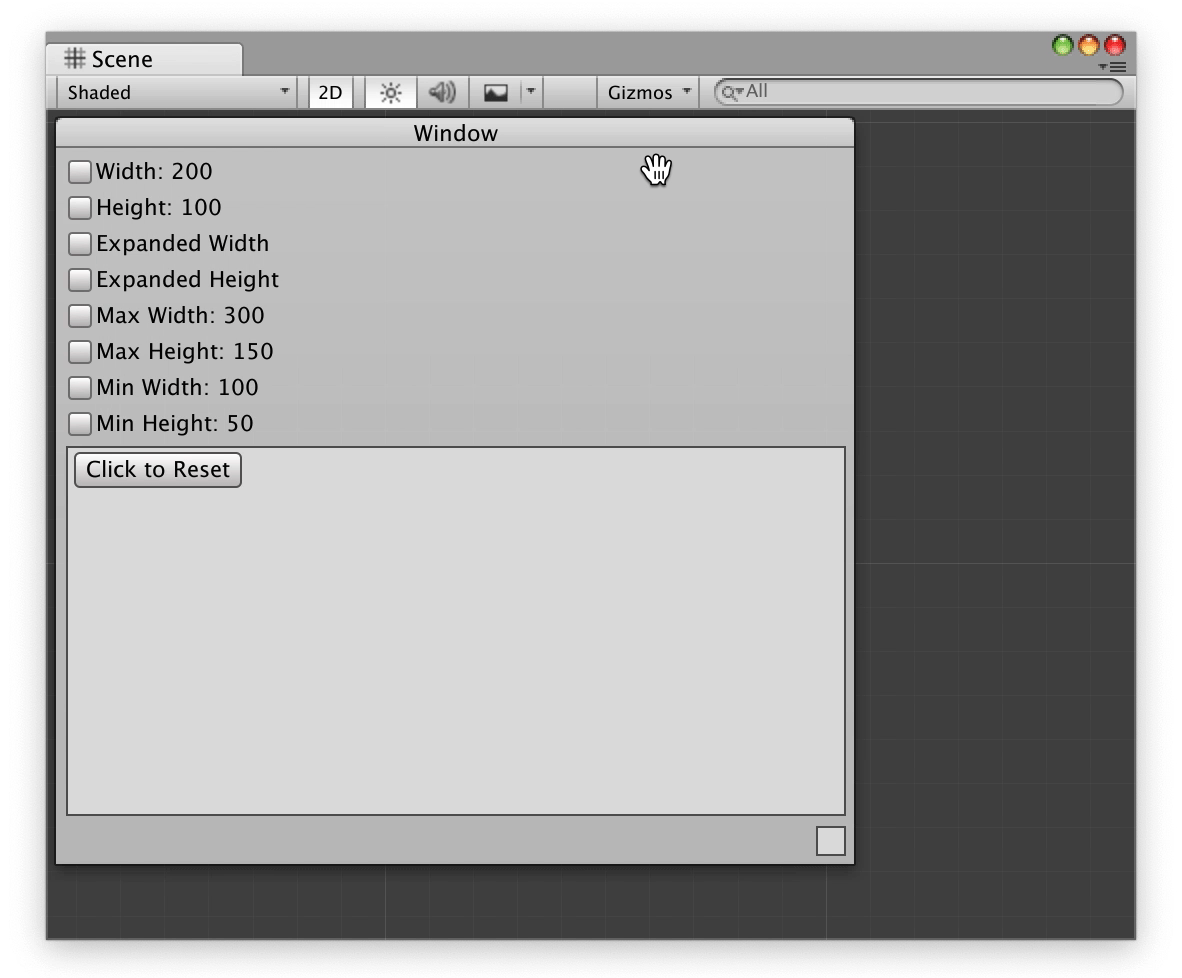 Scene
Shaded 2D Gizmos All
Window
Width: 200
Height: 100
Expanded Width
Expanded Height
Max Width: 300
Max Height: 150
Min Width: 100
Min Height: 50
Click to Reset